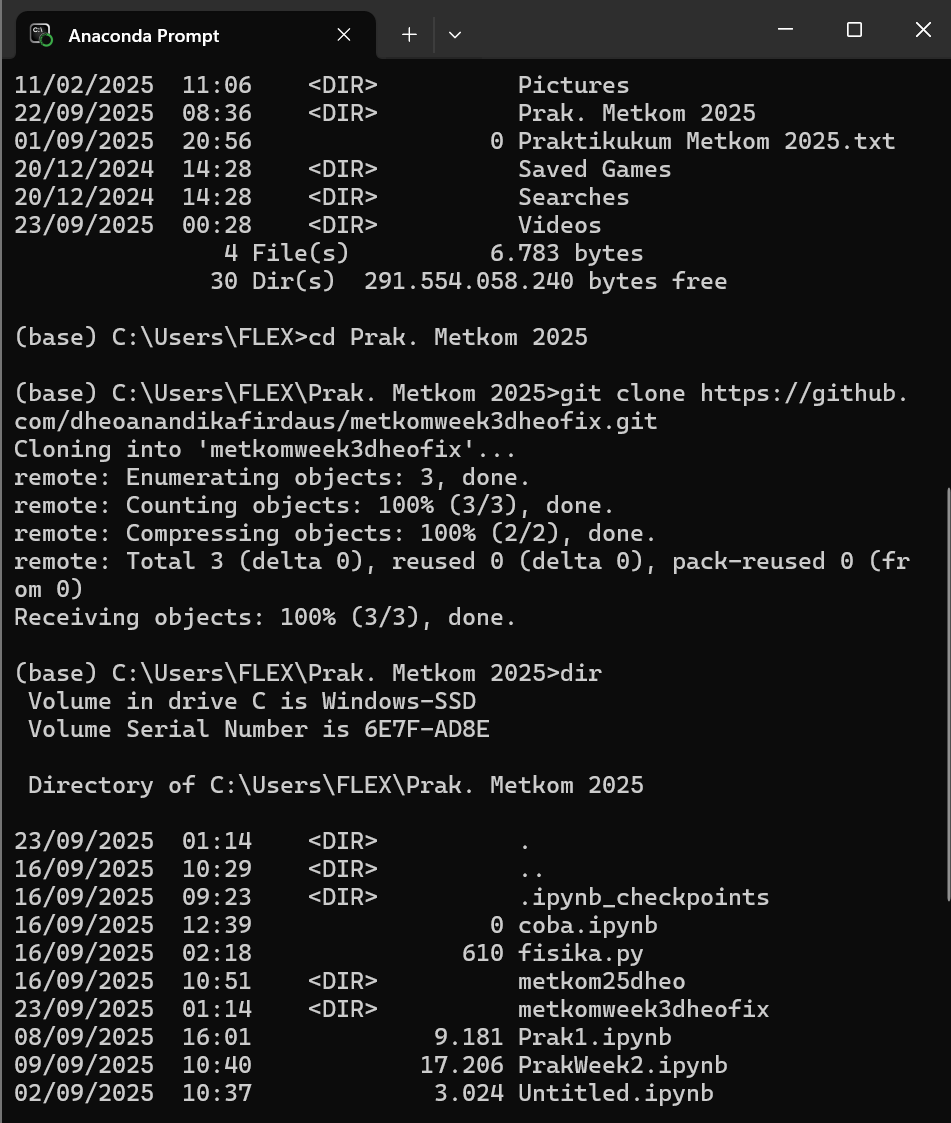 Anaconda Prompt
11/02/2025  11:06    <DIR>          Pictures
22/09/2025  08:36    <DIR>          Prak. Metkom 2025
01/09/2025  20:56                 0 Praktikukum Metkom 2025.txt
20/12/2024  14:28    <DIR>          Saved Games
20/12/2024  14:28    <DIR>          Searches
23/09/2025  00:28    <DIR>          Videos
               4 File(s)          6.783 bytes
              30 Dir(s)  291.554.058.240 bytes free
(base) C:\Users\FLEX>cd Prak. Metkom 2025
(base) C:\Users\FLEX\Prak. Metkom 2025>git clone https://github.
com/dheoanandikafirdaus/metkomweek3dheofix.git
Cloning into 'metkomweek3dheofix'...
remote: Enumerating objects: 3, done.
remote: Counting objects: 100% (3/3), done.
remote: Compressing objects: 100% (2/2), done.
remote: Total 3 (delta 0), reused 0 (delta 0), pack-reused 0 (fr
om 0)
Receiving objects: 100% (3/3), done.
(base) C:\Users\FLEX\Prak. Metkom 2025>dir
 Volume in drive C is Windows-SSD
 Volume Serial Number is 6E7F-AD8E
 Directory of C:\Users\FLEX\Prak. Metkom 2025
23/09/2025  01:14    <DIR>          .
16/09/2025  10:29    <DIR>          ..
16/09/2025  09:23    <DIR>          .ipynb_checkpoints
16/09/2025  12:39                 0 coba.ipynb
16/09/2025  02:18               610 fisika.py
16/09/2025  10:51    <DIR>          metkom25dheo
23/09/2025  01:14    <DIR>          metkomweek3dheofix
08/09/2025  16:01             9.181 Prak1.ipynb
09/09/2025  10:40            17.206 PrakWeek2.ipynb
02/09/2025  10:37             3.024 Untitled.ipynb